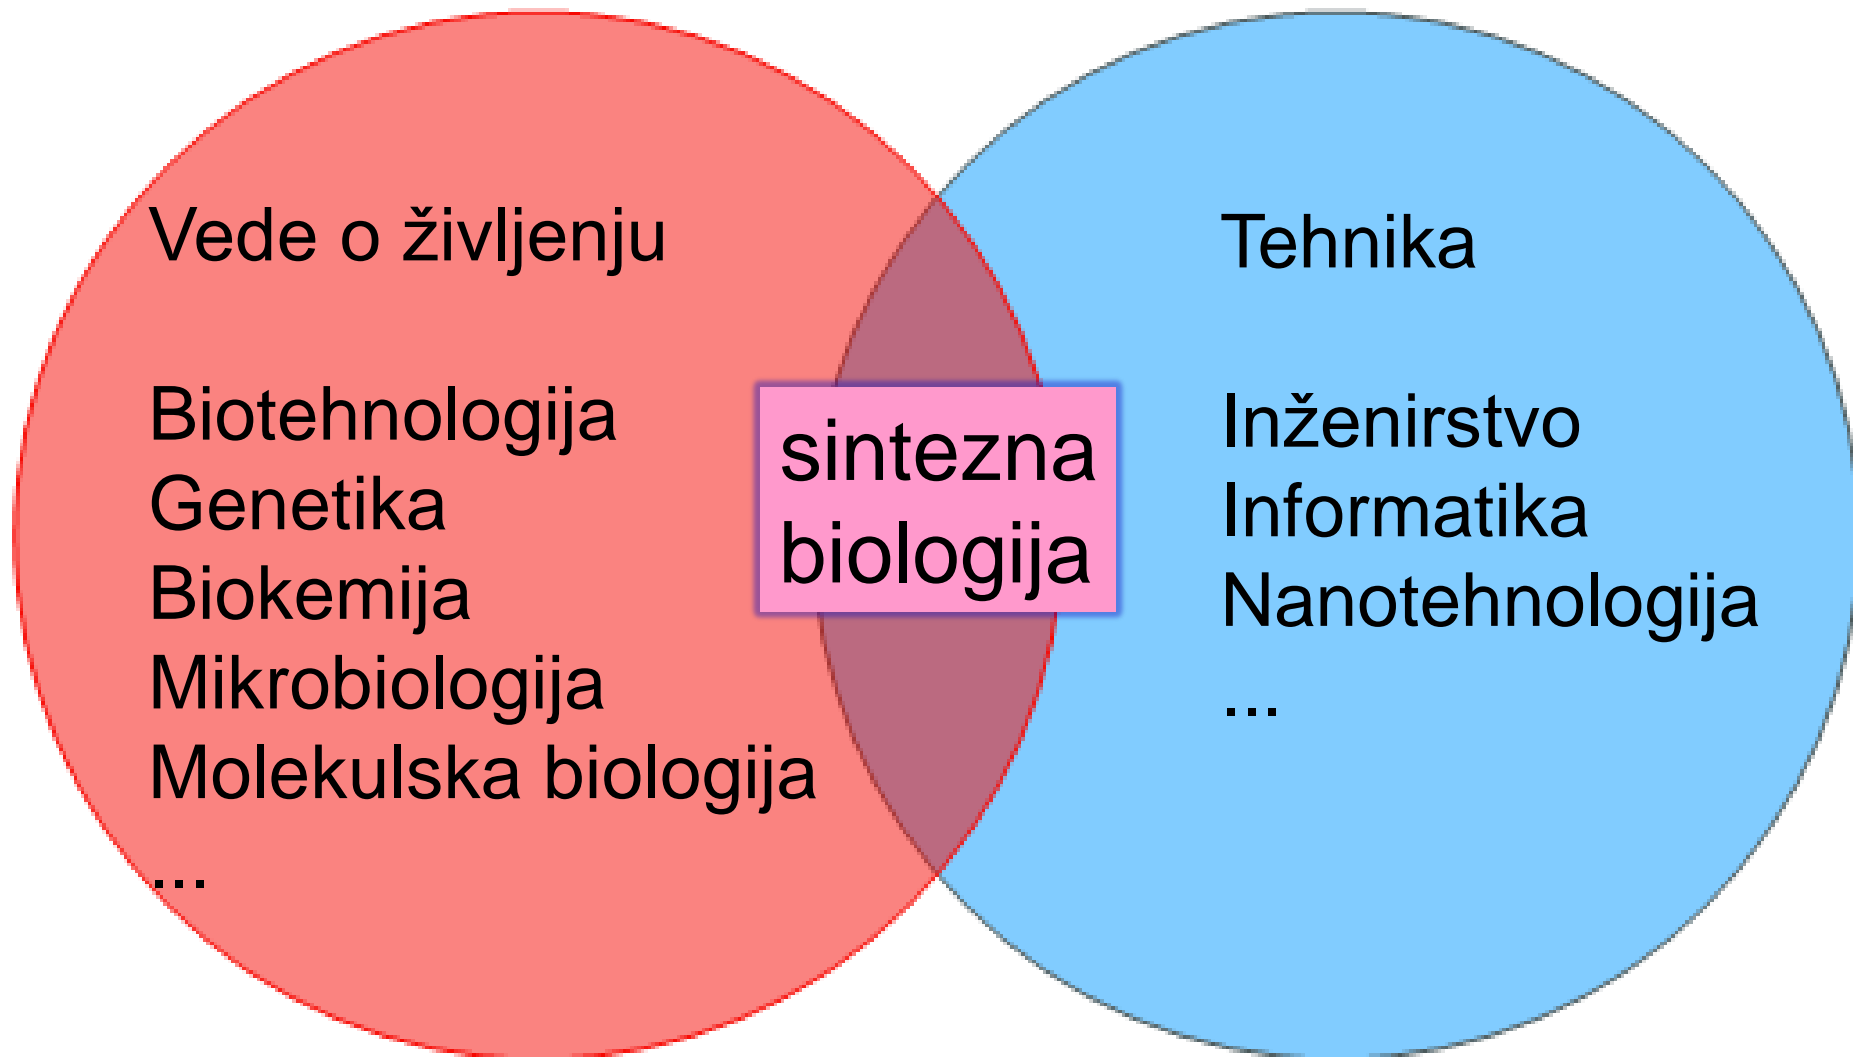 Vede o življenju
Biotehnologija
Genetika
Biokemija
Mikrobiologija
Molekulska biologija
...
sintezna
biologija
Tehnika
Inženirstvo
Informatika
Nanotehnologija
...